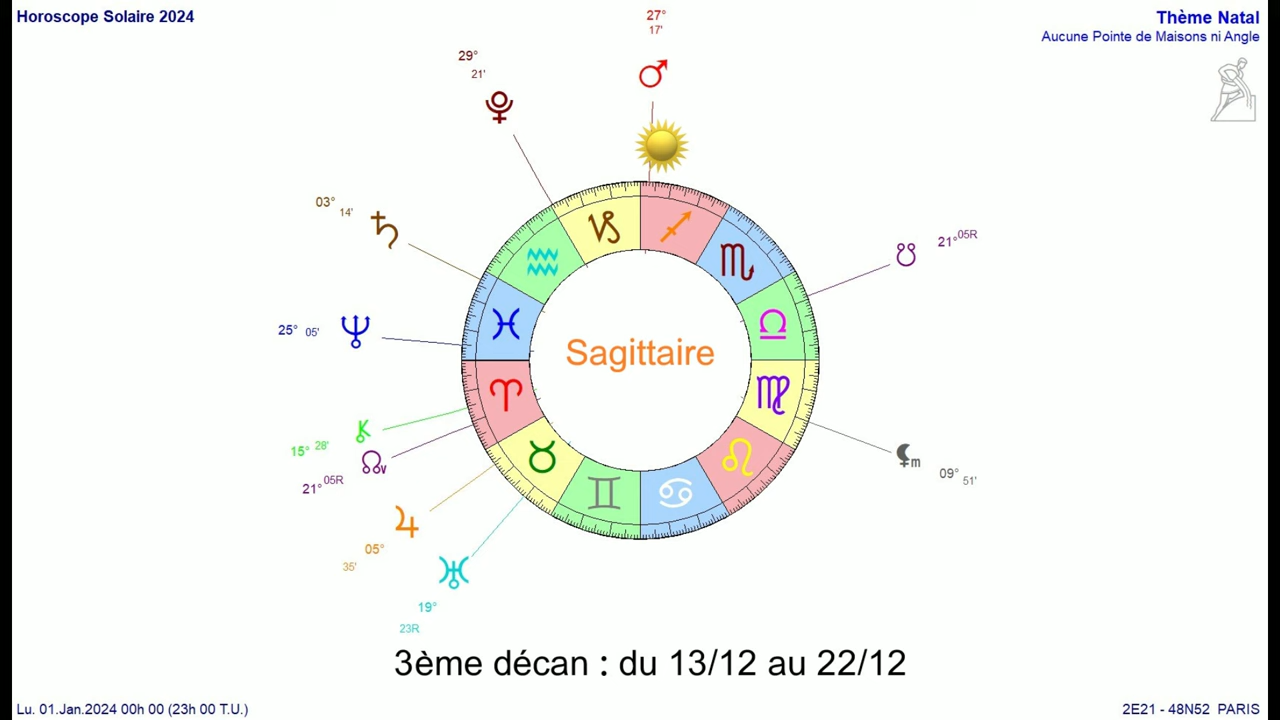 Horoscope Solaire 2024
Thème Natal
Aucune Pointe de Maisons ni Angle
27°
17'
29°
21'
03° 14'
21° 05R
25° 05'
Sagittaire
15° 28'
21° 05R
m
09° 51'
05°
35'
19°
23R
3ème décan : du 13/12 au 22/12
Lu. 01.Jan.2024 00h 00 (23h 00 T.U.)
2E21 - 48N52 PARIS